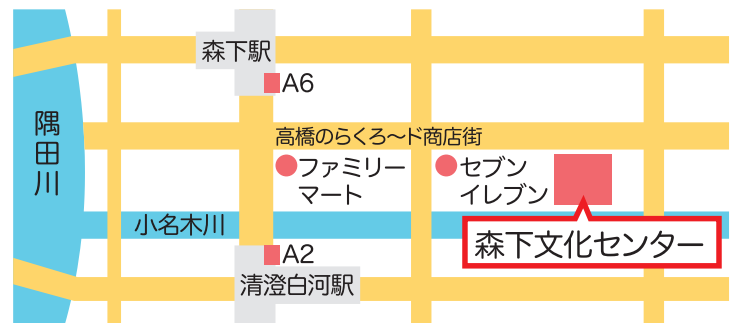 森下駅
A6
隅田川
高橋のらくろ〜ド商店街
ファミリー
マート
セブン
イレブン
小名木川
森下文化センター
A2
清澄白河駅